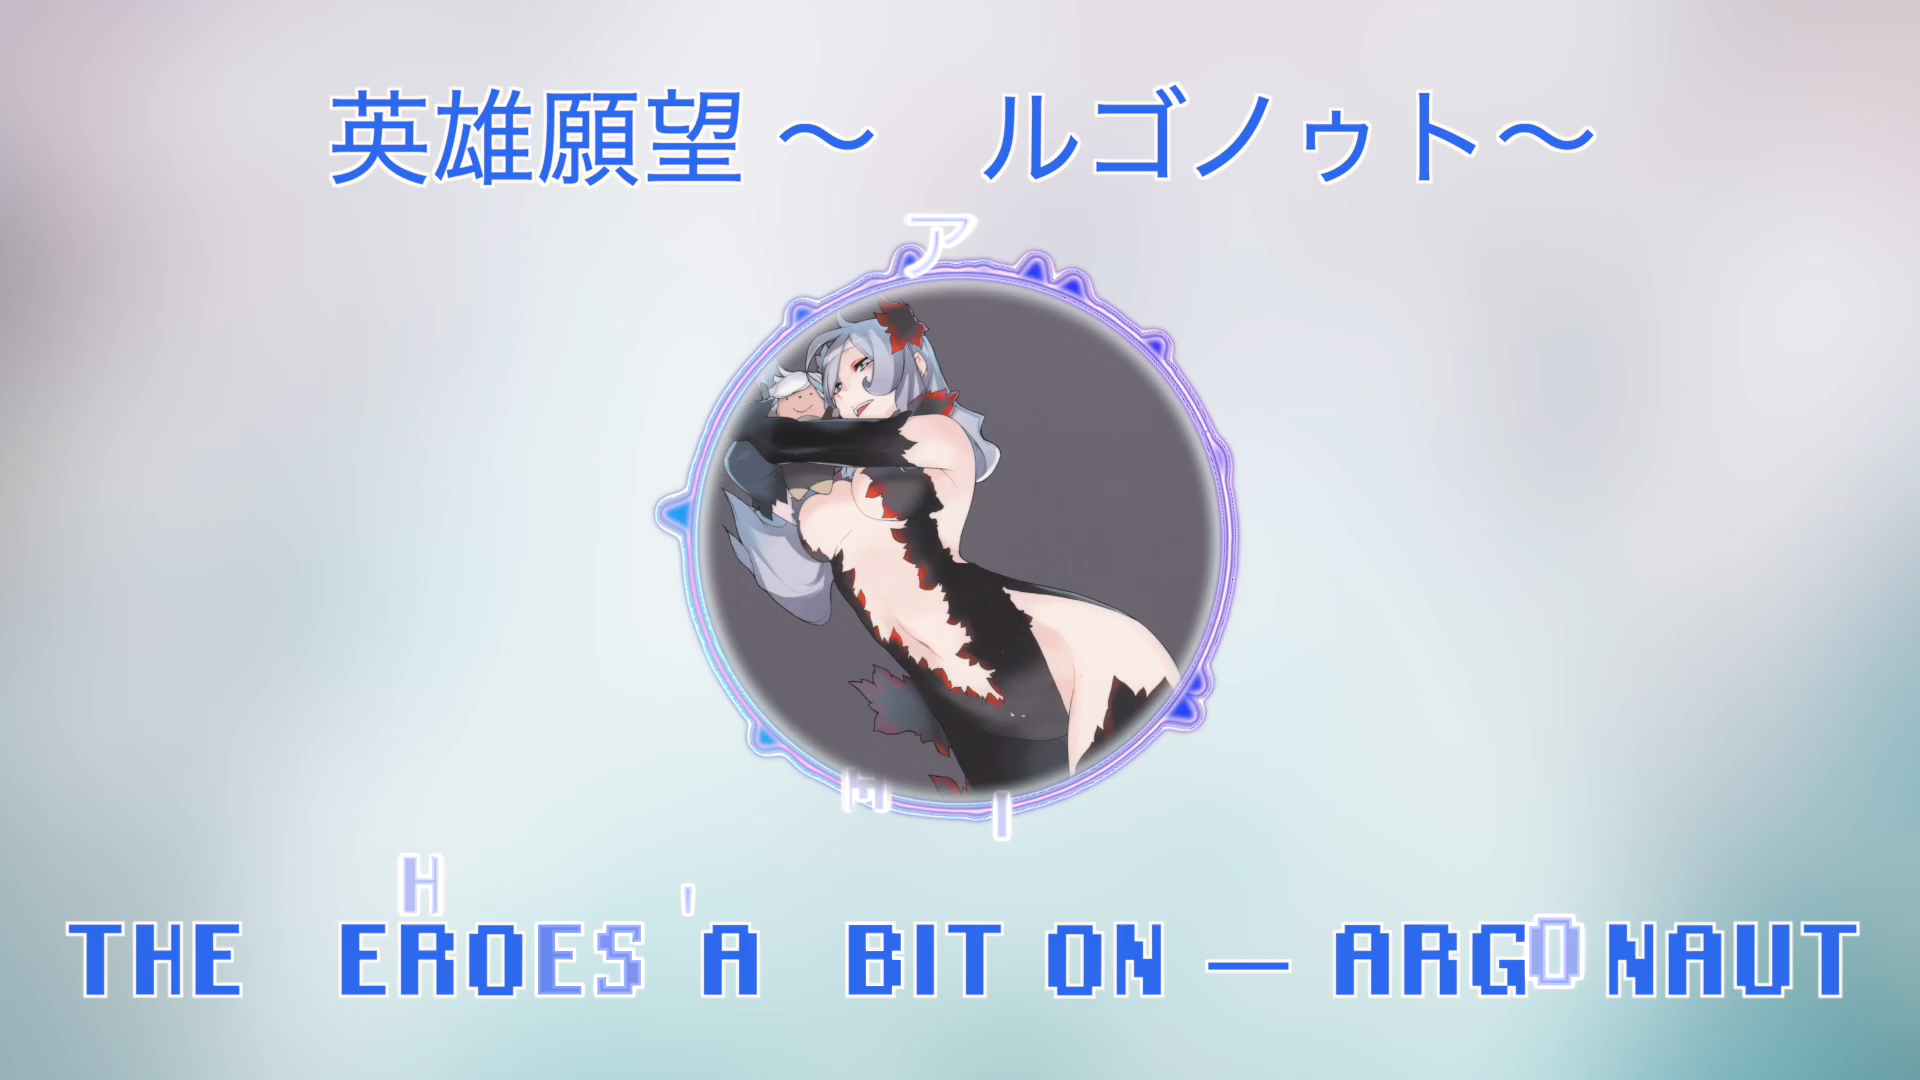 英雄願望～ ルゴノゥト～
ア
M I
H '
THE EROES A BIT ON — ARGONAUT